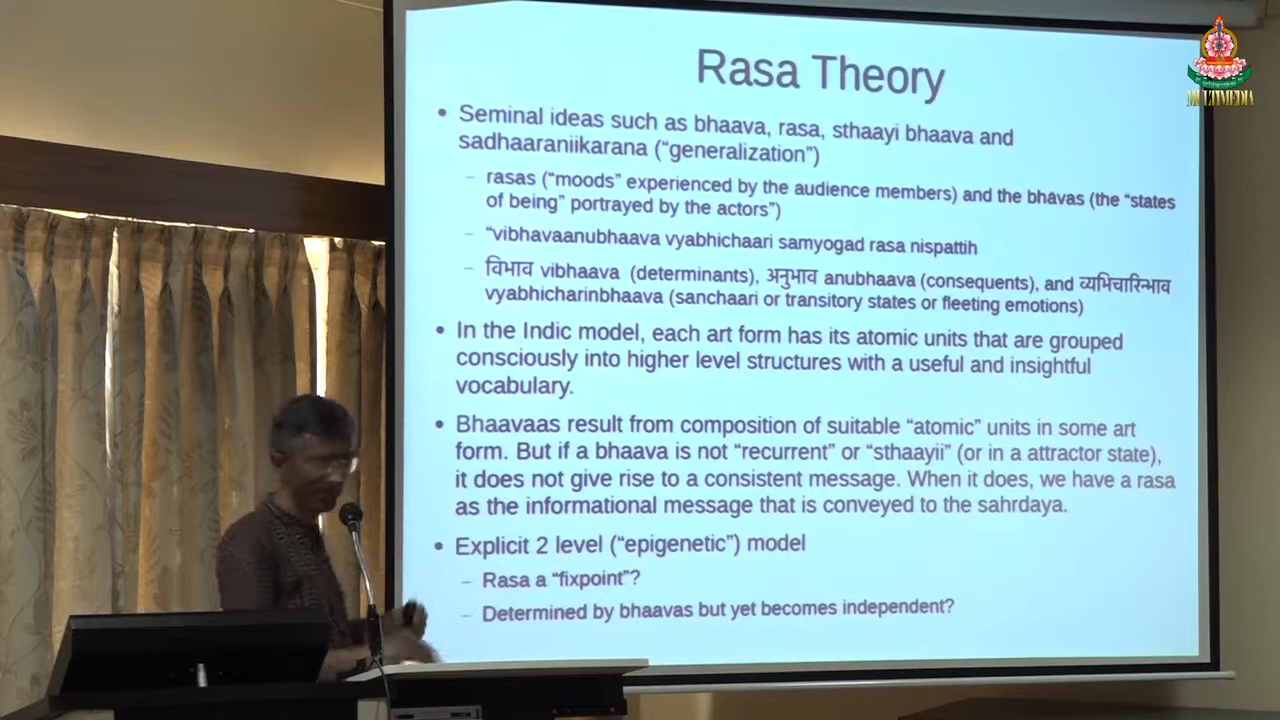 Rasa Theory
• Seminal ideas such as bhaava, rasa, sthaayi bhaava and
sadhaaraniikarana (“generalization”)
– rasas (“moods” experienced by the audience members) and the bhāvas (the “states
of being” portrayed by the actors”)
– “vibhavaanubhaava vyabhichaari samyogad rasa nispattih
– विभाव vibhaava (determinants), अनुभाव anubhaava (consequents), and व्यभिचारिन्भाव
vyabhicharinbhaava (sanchaari or transitory states or fleeting emotions)
• In the Indic model, each art form has its atomic units that are grouped
consciously into higher level structures with a useful and insightful
vocabulary.
• Bhaavaas result from composition of suitable “atomic” units in some art
form. But if a bhaava is not “recurrent” or “sthaayii” (or in a attractor state),
it does not give rise to a consistent message. When it does, we have a rasa
as the informational message that is conveyed to the sahrdaya.
• Explicit 2 level (“epigenetic”) model
– Rasa a “fixpoint”?
– Determined by bhaavas but yet becomes independent?
MULTIMEDIA